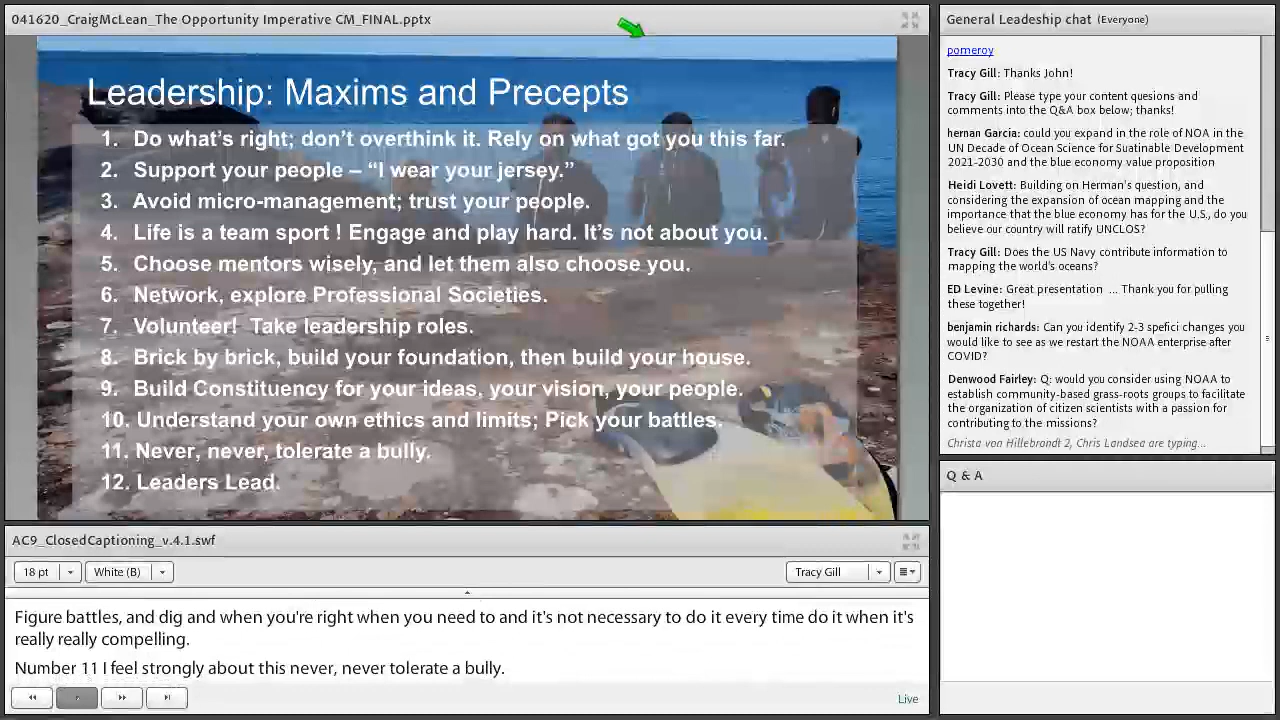 041620_CraigMcLean_The Opportunity Imperative CM_FINAL.pptx
Leadership: Maxims and Precepts
1. Do what's right; don't overthink it. Rely on what got you this far.
2. Support your people – “I wear your jersey.”
3. Avoid micro-management; trust your people.
4. Life is a team sport ! Engage and play hard. It's not about you.
5. Choose mentors wisely, and let them also choose you.
6. Network, explore Professional Societies.
7. Volunteer! Take leadership roles.
8. Brick by brick, build your foundation, then build your house.
9. Build Constituency for your ideas, your vision, your people.
10. Understand your own ethics and limits; Pick your battles.
11. Never, never, tolerate a bully.
12. Leaders Lead.
AC9_ClosedCaptioning_v.4.1.swf
18 pt
White (B)
Tracy Gill
Figure battles, and dig and when you're right when you need to and it's not necessary to do it every time do it when it's
really really compelling.
Number 11 I feel strongly about this never, never tolerate a bully.
Live
General Leadeship chat (Everyone)
pomeroy
Tracy Gill: Thanks John!
Tracy Gill: Please type your content quesions and
comments into the Q&A box below; thanks!
hernan Garcia: could you expand in the role of NOA in the
UN Decade of Ocean Science for Suatinable Development
2021-2030 and the blue economy value proposition
Heidi Lovett: Building on Herman's question, and
considering the expansion of ocean mapping and the
importance that the blue economy has for the U.S., do you
believe our country will ratify UNCLOS?
Tracy Gill: Does the US Navy contribute information to
mapping the world's oceans?
ED Levine: Great presentation ... Thank you for pulling
these together!
benjamin richards: Can you identify 2-3 spefici changes you
would like to see as we restart the NOAA enterprise after
COVID?
Denwood Fairley: Q: would you consider using NOAA to
establish community-based grass-roots groups to facilitate
the organization of citizen scientists with a passion for
contributing to the missions?
Christa von Hillebrandt 2, Chris Landsea are typing...
Q & A